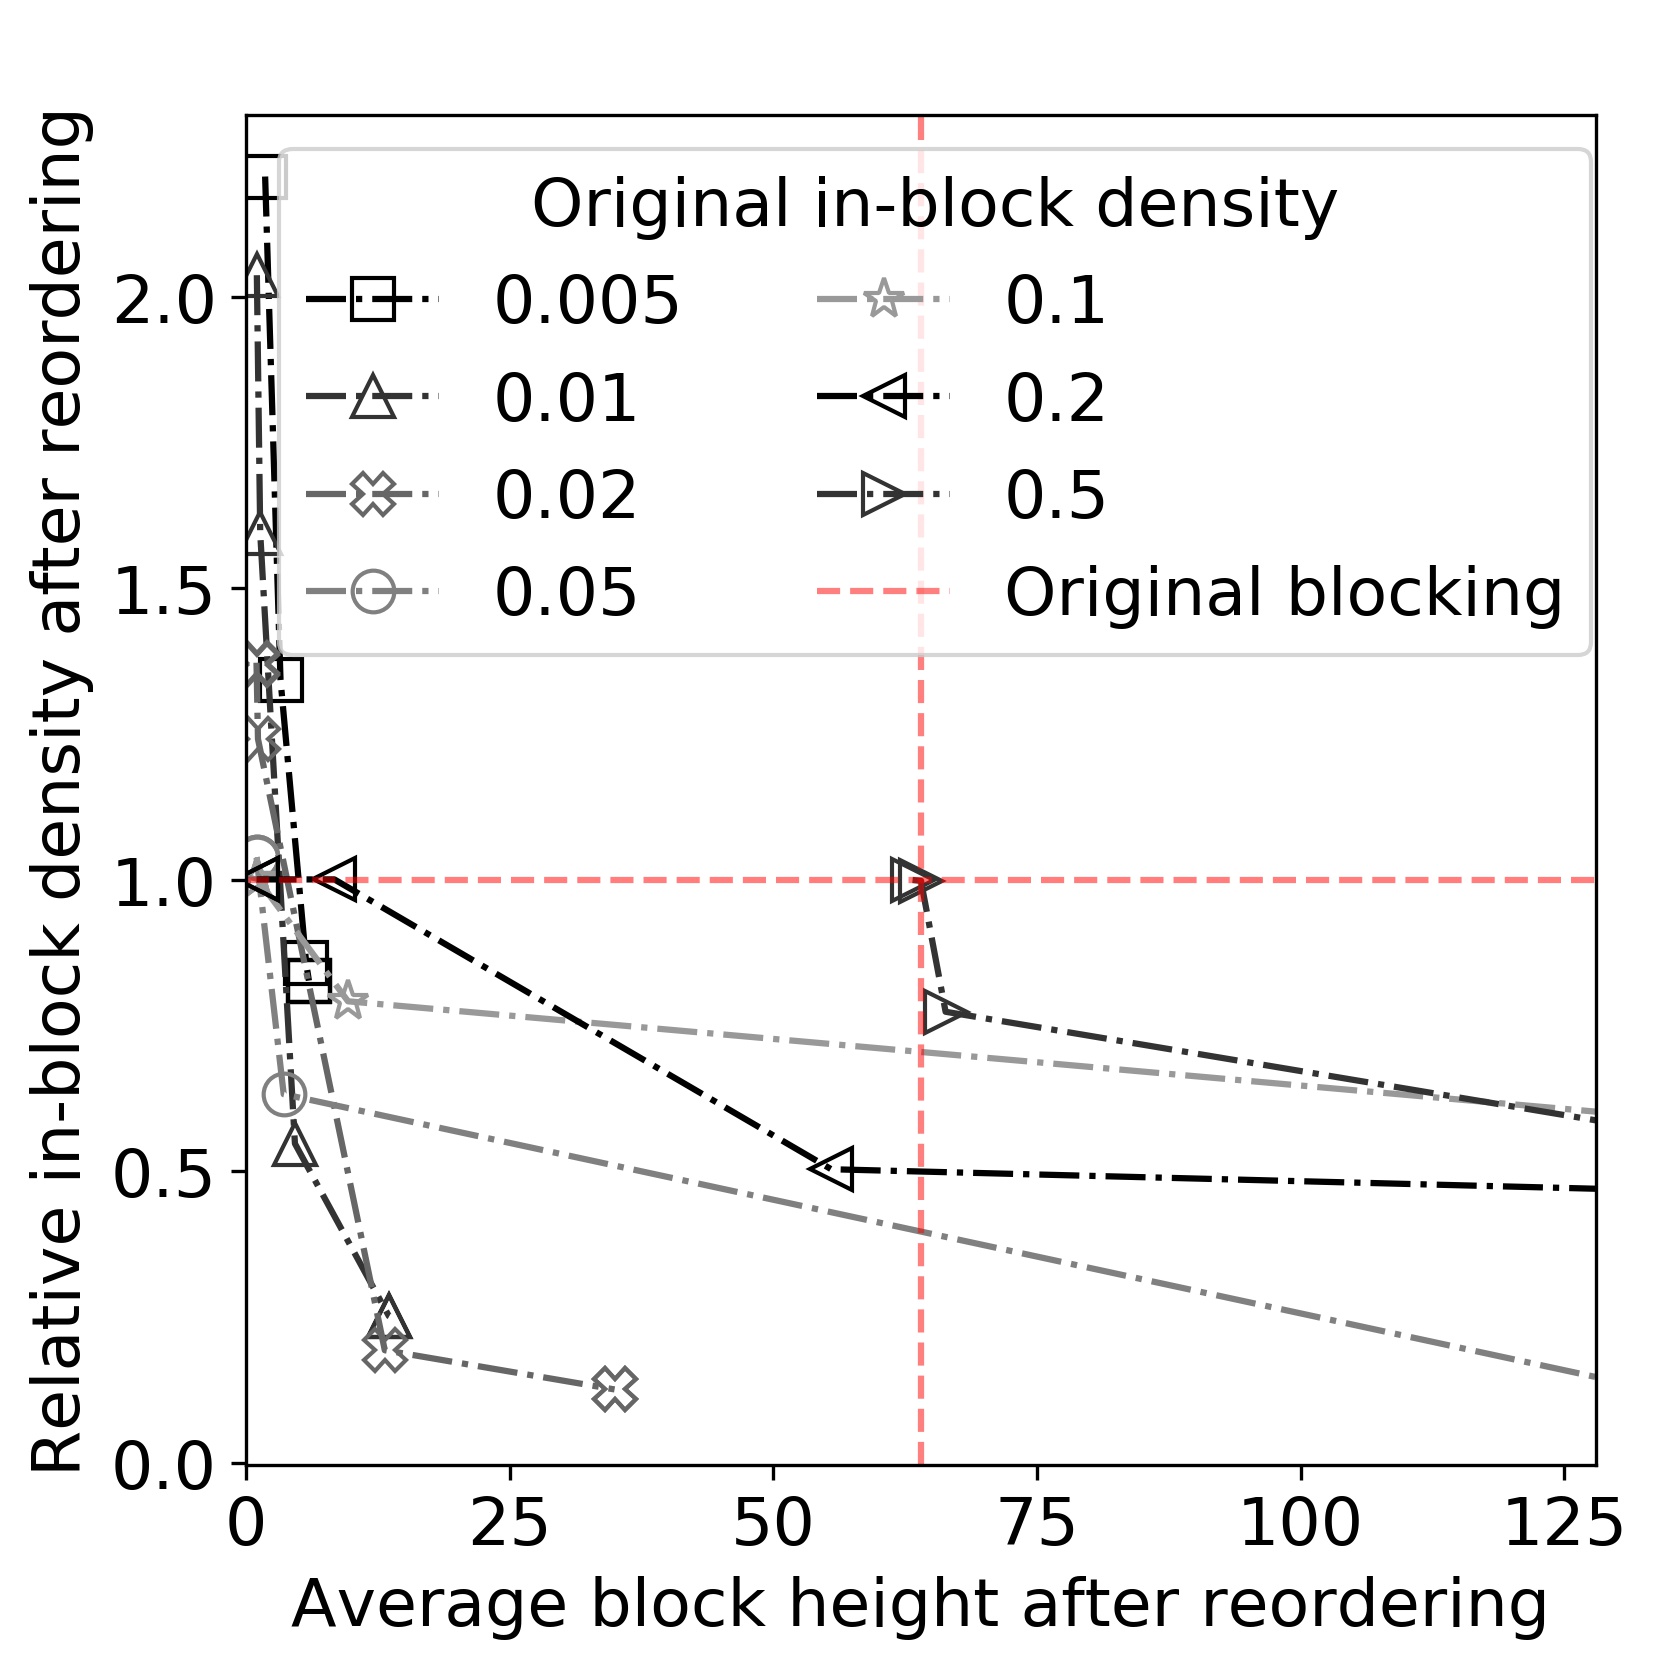 Relative in-block density after reordering
2.0
1.5
1.0
0.5
0.0
Original in-block density
0.005
0.01
0.02
0.05
0.1
0.2
0.5
Original blocking
0 25 50 75 100 125
Average block height after reordering